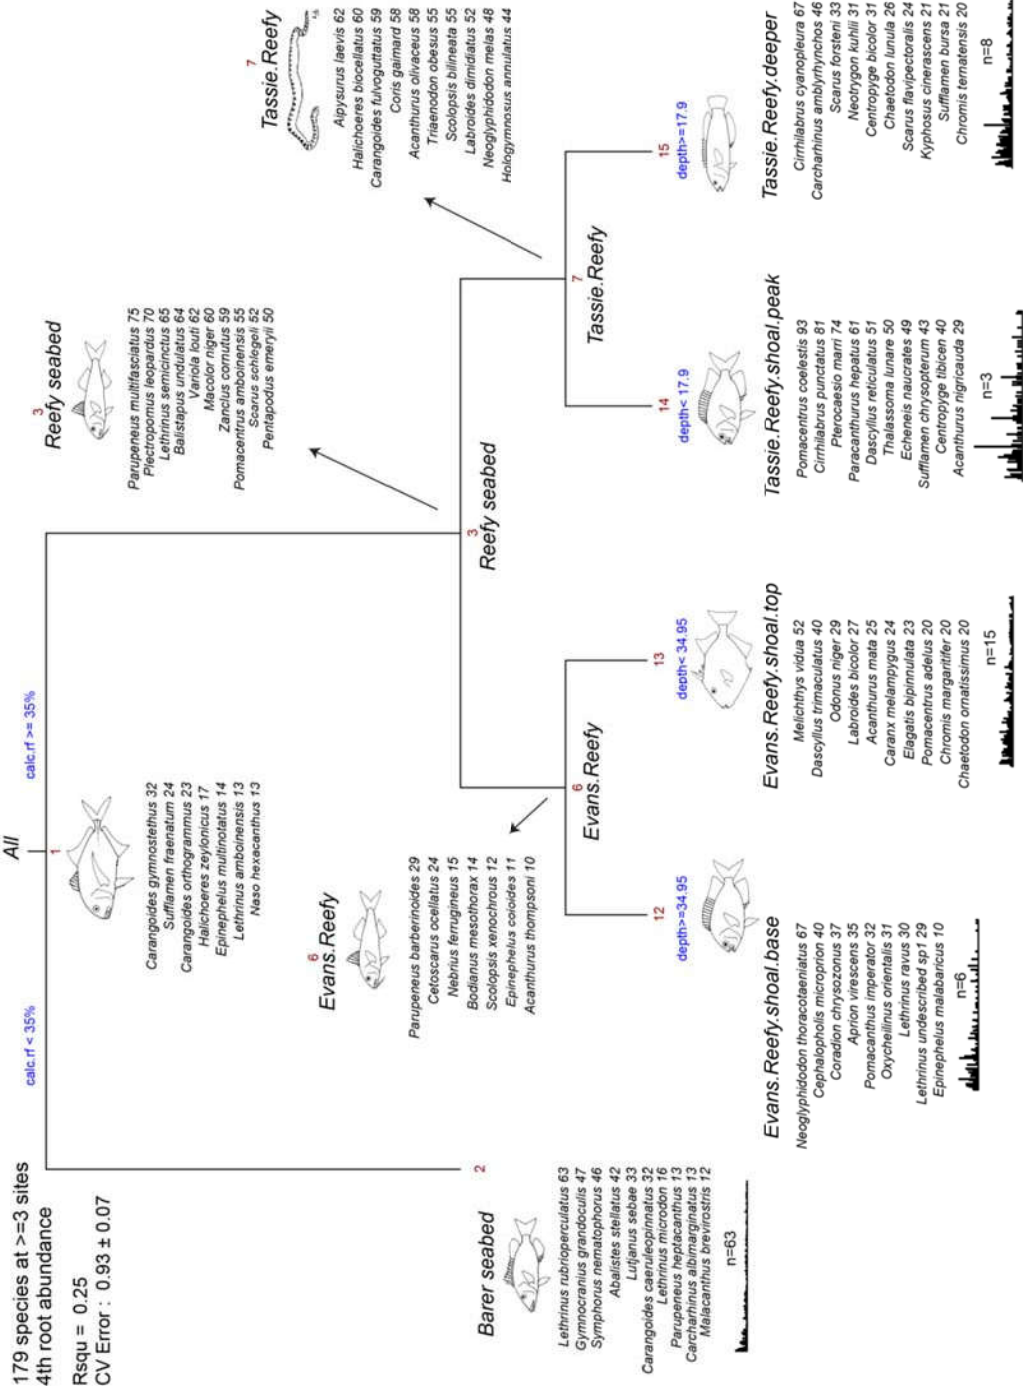 179 species at >=3 sites
4th root abundance
Rsqu = 0.25
CV Error : 0.93 ± 0.07
All
calc.rf < 35%
calc.rf >= 35%
1
Carangoides gymnostethus 32
Sufflamen fraenatum 24
Carangoides orthogrammus 23
Halichoeres zeylonicus 17
Epinephelus multinotatus 14
Lethrinus amboinensis 13
Naso hexacanthus 13
3
Reefy seabed
Parupeneus multifasciatus 75
Plectropomus leopardus 70
Lethrinus semicinctus 65
Balistapus undulatus 64
Variola louti 62
Macolor niger 60
Zanclus cornutus 59
Pomacentrus amboinensis 55
Scarus schlegeli 52
Pentapodus emeryii 50
7
Tassie.Reefy
Aipysurus laevis 62
Halichoeres biocellatus 60
Carangoides fulvoguttatus 59
Coris gaimard 58
Acanthurus olivaceus 58
Triaenodon obesus 55
Scolopsis bilineata 55
Labroides dimidiatus 52
Neoglyphidodon melas 48
Hologymnosus annulatus 44
6
Evans.Reefy
Parupeneus barberinoides 29
Cetoscarus ocellatus 24
Nebrius ferrugineus 15
Bodianus mesothorax 14
Scolopsis xenochrous 12
Epinephelus coioides 11
Acanthurus thompsoni 10
2
Barer seabed
Lethrinus rubrioperculatus 63
Gymnocranius grandoculis 47
Symphorus nematophorus 46
Abalistes stellatus 42
Lutjanus sebae 33
Carangoides caeruleopinnatus 32
Lethrinus microdon 16
Parupeneus heptacanthus 13
Carcharhinus albimarginatus 13
Malacanthus brevirostris 12
n=63
3
Reefy seabed
6
Evans.Reefy
7
Tassie.Reefy
12
depth>=34.95
Evans.Reefy.shoal.base
Neoglyphidodon thoracotaeniatus 67
Cephalopholis microprion 40
Coradion chrysozonus 37
Aprion virescens 35
Pomacanthus imperator 32
Oxycheilinus orientalis 31
Lethrinus ravus 30
Lethrinus undescribed sp1 29
Epinephelus malabaricus 10
n=6
13
depth< 34.95
Evans.Reefy.shoal.top
Melichthys vidua 52
Dascyllus trimaculatus 40
Odonus niger 29
Labroides bicolor 27
Acanthurus mata 25
Caranx melampygus 24
Elagatis bipinnulata 23
Pomacentrus adelus 20
Chromis margaritifer 20
Chaetodon ornatissimus 20
n=15
14
depth< 17.9
Tassie.Reefy.shoal.peak
Pomacentrus coelestis 93
Cirrhilabrus punctatus 81
Pterocaesio marri 74
Paracanthurus hepatus 61
Dascyllus reticulatus 51
Thalassoma lunare 50
Echeneis naucrates 49
Sufflamen chrysopterum 43
Centropyge tibicen 40
Acanthurus nigricauda 29
n=3
15
depth>=17.9
Tassie.Reefy.deeper
Cirrhilabrus cyanopleura 67
Carcharhinus amblyrhynchos 46
Scarus forsteni 33
Neotrygon kuhlii 31
Centropyge bicolor 31
Chaetodon lunula 26
Scarus flavipectoralis 24
Kyphosus cinerascens 21
Sufflamen bursa 21
Chromis ternatensis 20
n=8